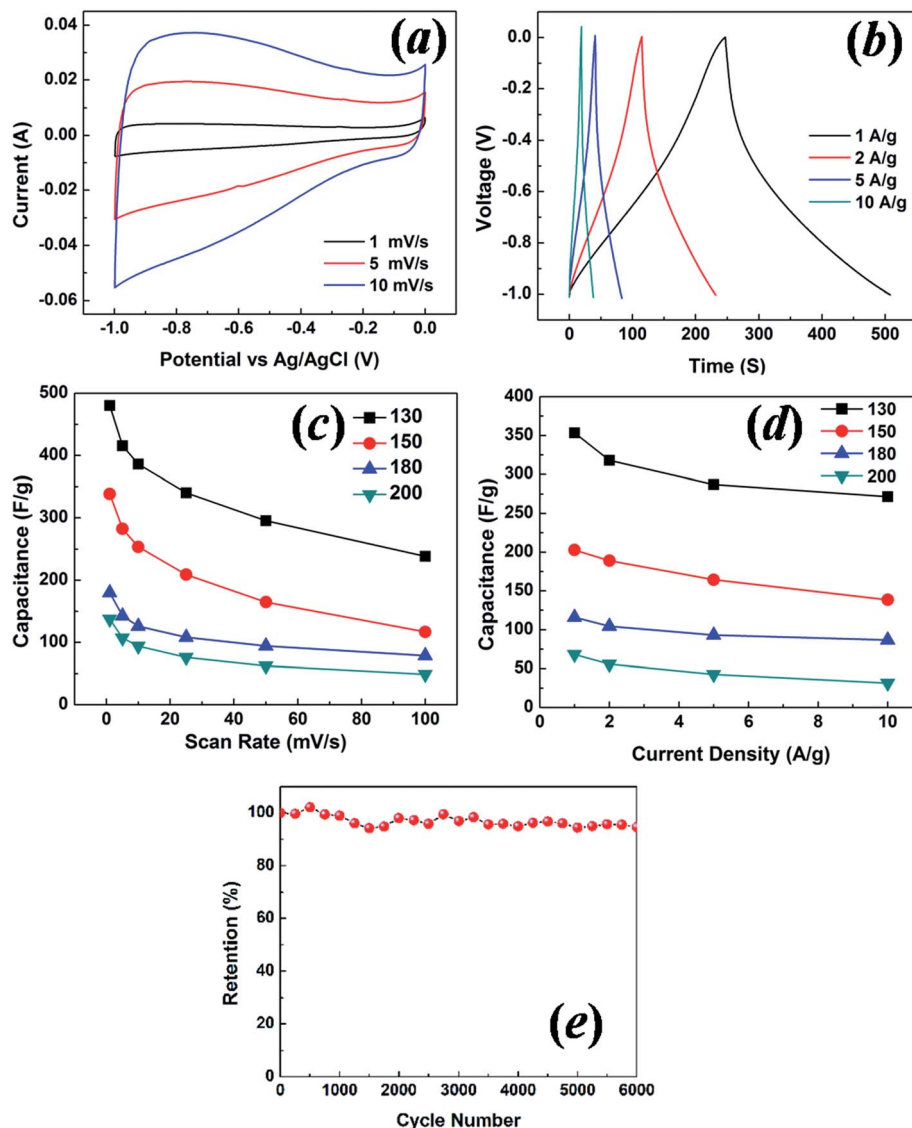 (a)
0.04
0.02
0.00
-0.02
-0.04
-0.06
Current (A)
1 mV/s
5 mV/s
10 mV/s
-1.0 -0.8 -0.6 -0.4 -0.2 0.0
Potential vs Ag/AgCl (V)
(b)
0.0
-0.4
-0.6
-0.8
-1.0
Voltage (V)
1 A/g
2 A/g
5 A/g
10 A/g
0 100 200 300 400 500
Time (S)
(c)
500
400
300
200
100
0
Capacitance (F/g)
130
150
180
200
0 20 40 60 80 100
Scan Rate (mV/s)
(d)
400
350
300
250
200
150
100
50
0
Capacitance (F/g)
130
150
180
200
0 2 4 6 8 10
Current Density (A/g)
100
80
60
40
20
0
Retention (%)
(e)
0 1000 2000 3000 4000 5000 6000
Cycle Number